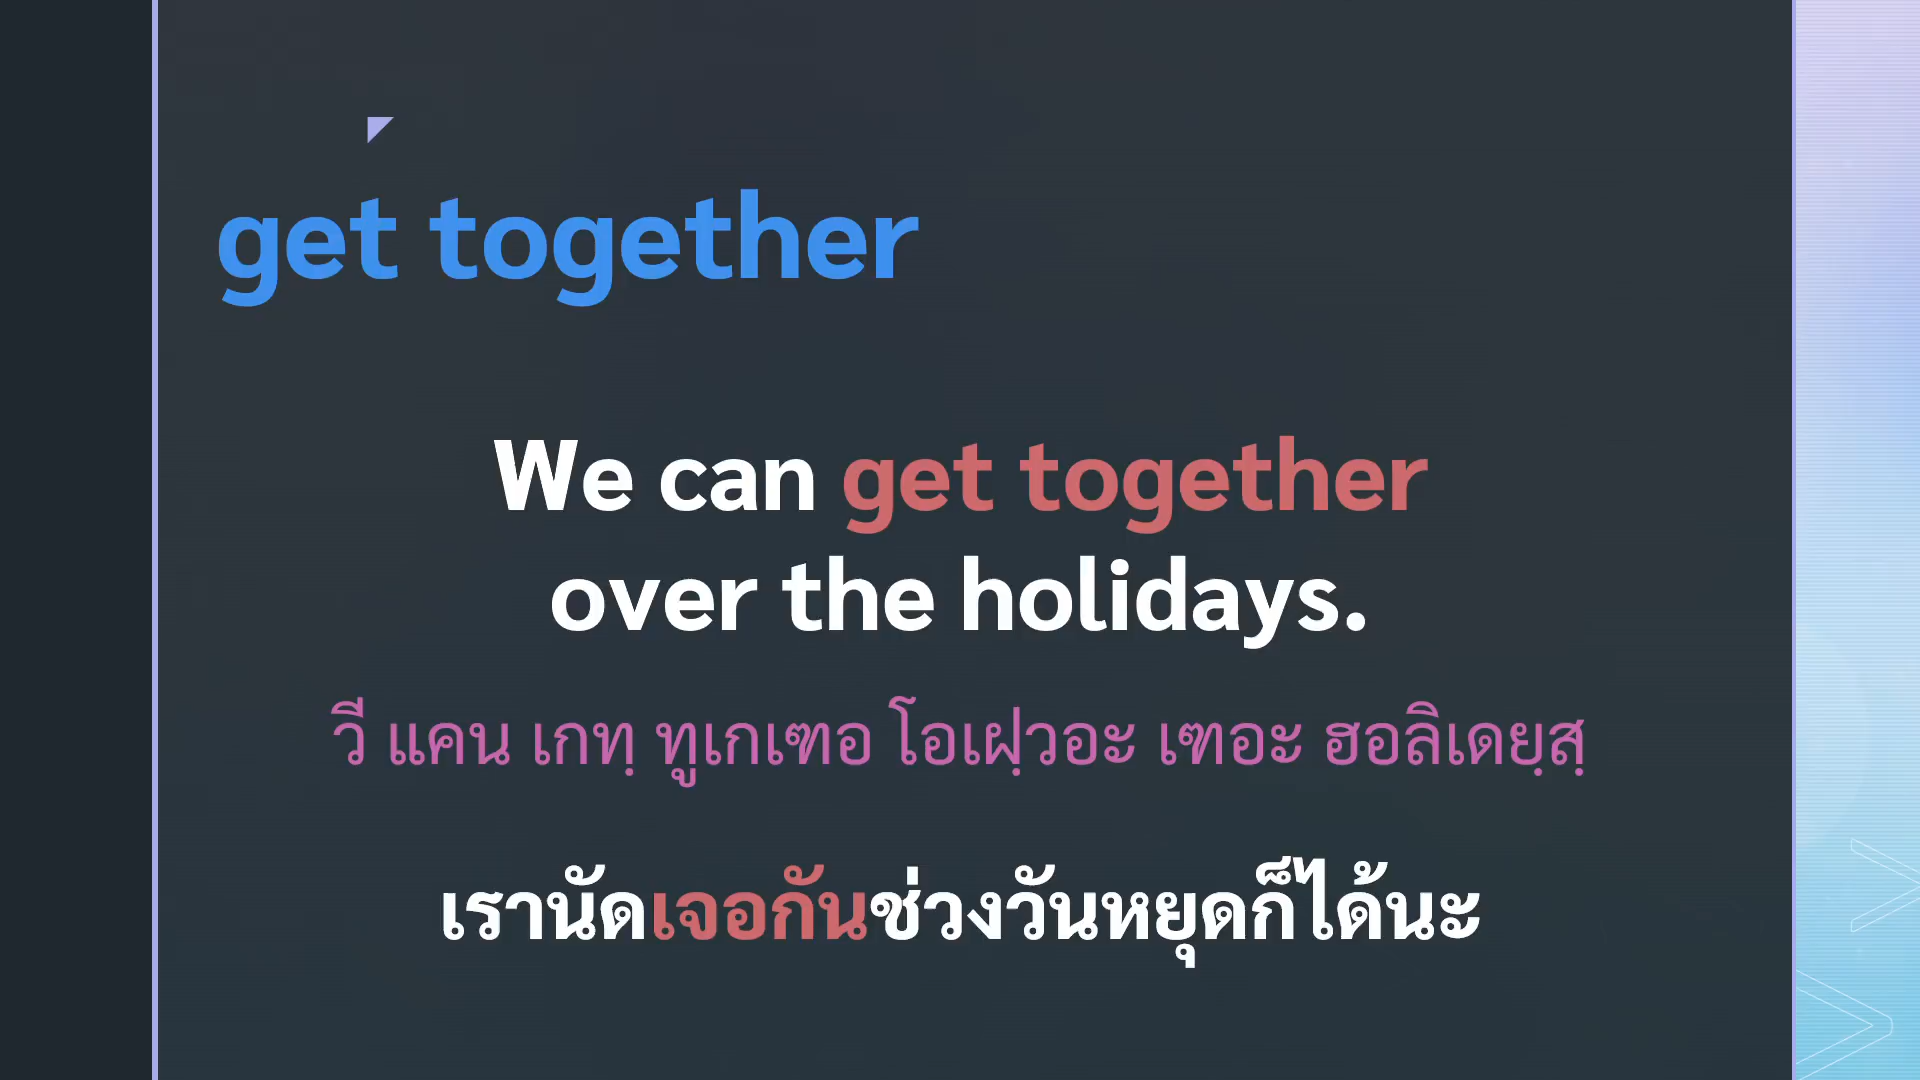 get together
We can get together
over the holidays.
วี แคน เกทฺ ทูเกเฑอ โอเฝฺวอะ เฑอะ ฮอลิเดยฺสฺ
เรานัดเจอกันช่วงวันหยุดก็ได้นะ